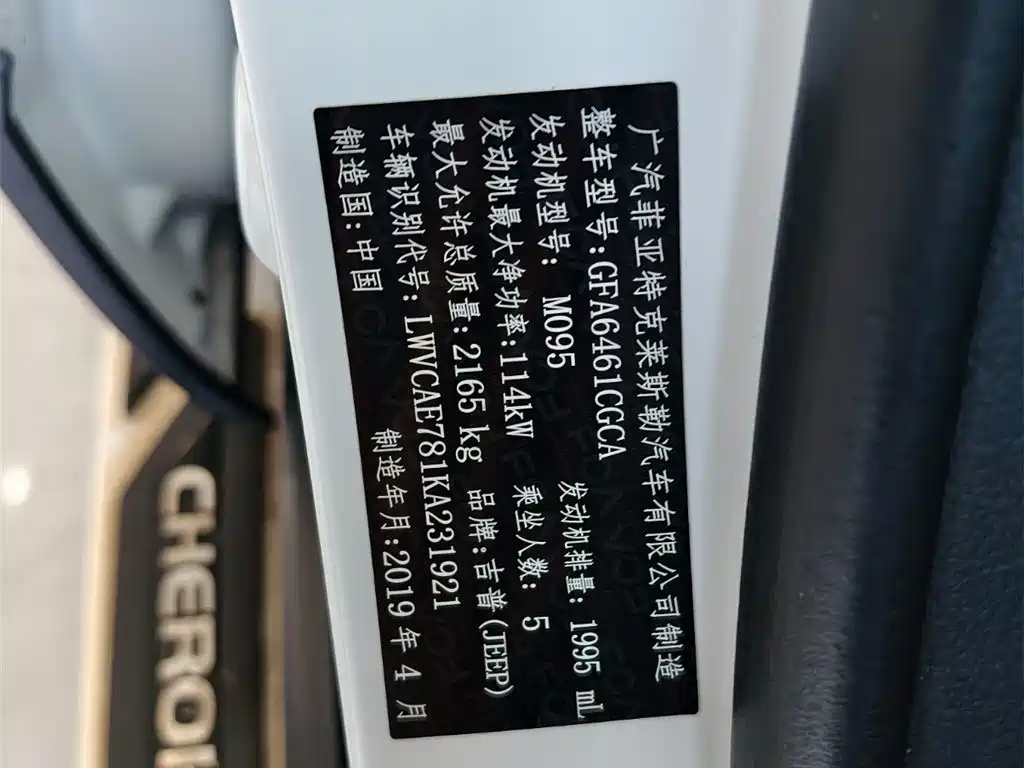 广汽菲亚特克莱斯勒汽车有限公司制造
整车型号:GFA6461CGCA 发动机排量:1995 mL
发动机型号: M095 乘坐人数: 5
发动机最大净功率:114kW 品牌:吉普(JEEP)
最大允许总质量:2165 kg
车辆识别代号:LWVCAE781KA231921
制造国:中国 制造年月:2019 年 4 月
CHEROK